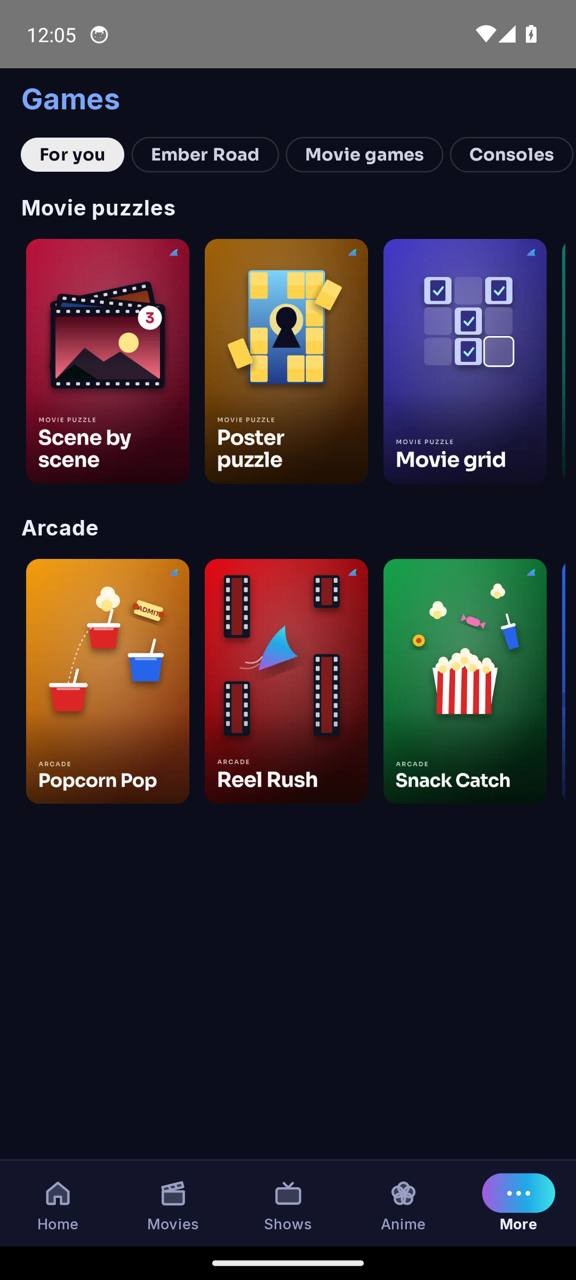 12:05
Games
For you
Ember Road
Movie games
Consoles
Movie puzzles
3
MOVIE PUZZLE
Scene by
scene
MOVIE PUZZLE
Poster
puzzle
MOVIE PUZZLE
Movie grid
Arcade
ADMIT
ARCADE
Popcorn Pop
ARCADE
Reel Rush
ARCADE
Snack Catch
Home
Movies
Shows
Anime
More